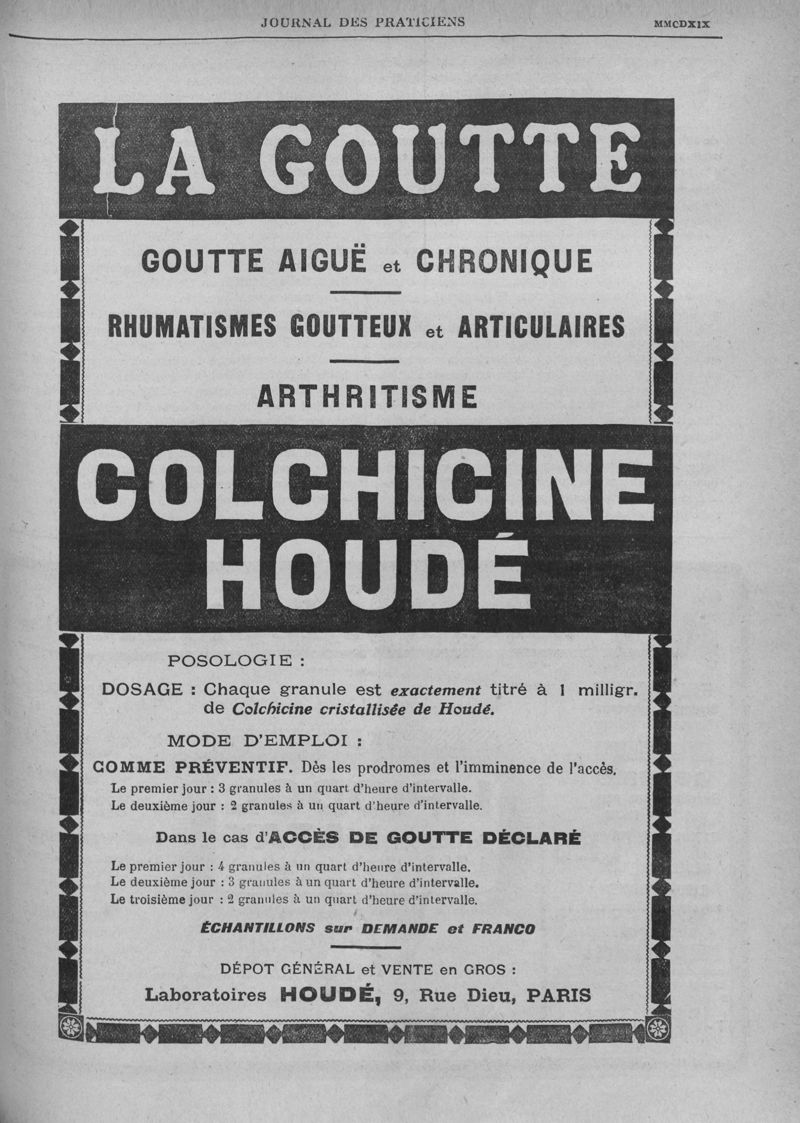 JOURNAL DES PRATICIENS
MMCDXIX
LA GOUTTE
GOUTTE AIGUË et CHRONIQUE
RHUMATISMES GOUTTEUX et ARTICULAIRES
ARTHRITISME
COLCHICINE
HOUDÉ
POSOLOGIE :
DOSAGE : Chaque granule est exactement titré à 1 milligr.
de Colchicine cristallisée de Houdé.
MODE D'EMPLOI :
COMME PRÉVENTIF. Dès les prodromes et l'imminence de l'accès.
Le premier jour : 3 granules à un quart d'heure d'intervalle.
Le deuxième jour : 2 granules à un quart d'heure d'intervalle.
Dans le cas d'ACCÈS DE GOUTTE DÉCLARÉ
Le premier jour : 4 granules à un quart d'heure d'intervalle.
Le deuxième jour : 3 granules à un quart d'heure d'intervalle.
Le troisième jour : 2 granules à un quart d'heure d'intervalle.
ÉCHANTILLONS sur DEMANDE et FRANCO
DÉPOT GÉNÉRAL et VENTE en GROS :
Laboratoires HOUDÉ, 9, Rue Dieu, PARIS